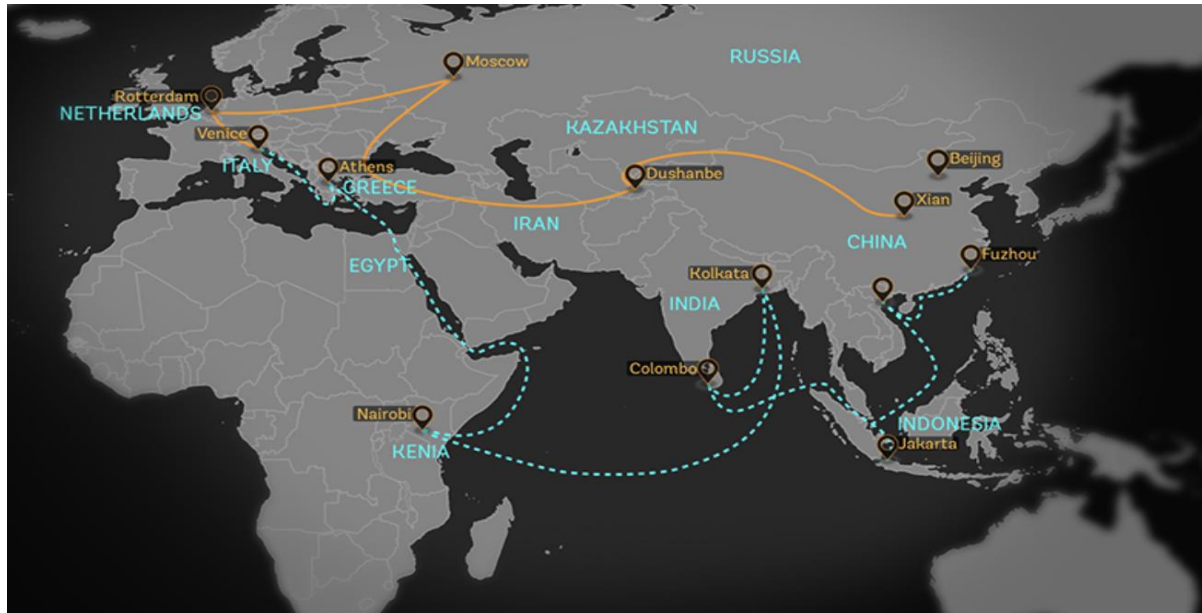 Moscow
RUSSIA
Rotterdam
NETHERLANDS
Venice
ITALY
Athens
GREECE
KAZAKHSTAN
Dushanbe
Beijing
Xian
IRAN
CHINA
EGYPT
Fuzhou
Kolkata
INDIA
Colombo
Nairobi
KENIA
INDONESIA
Jakarta